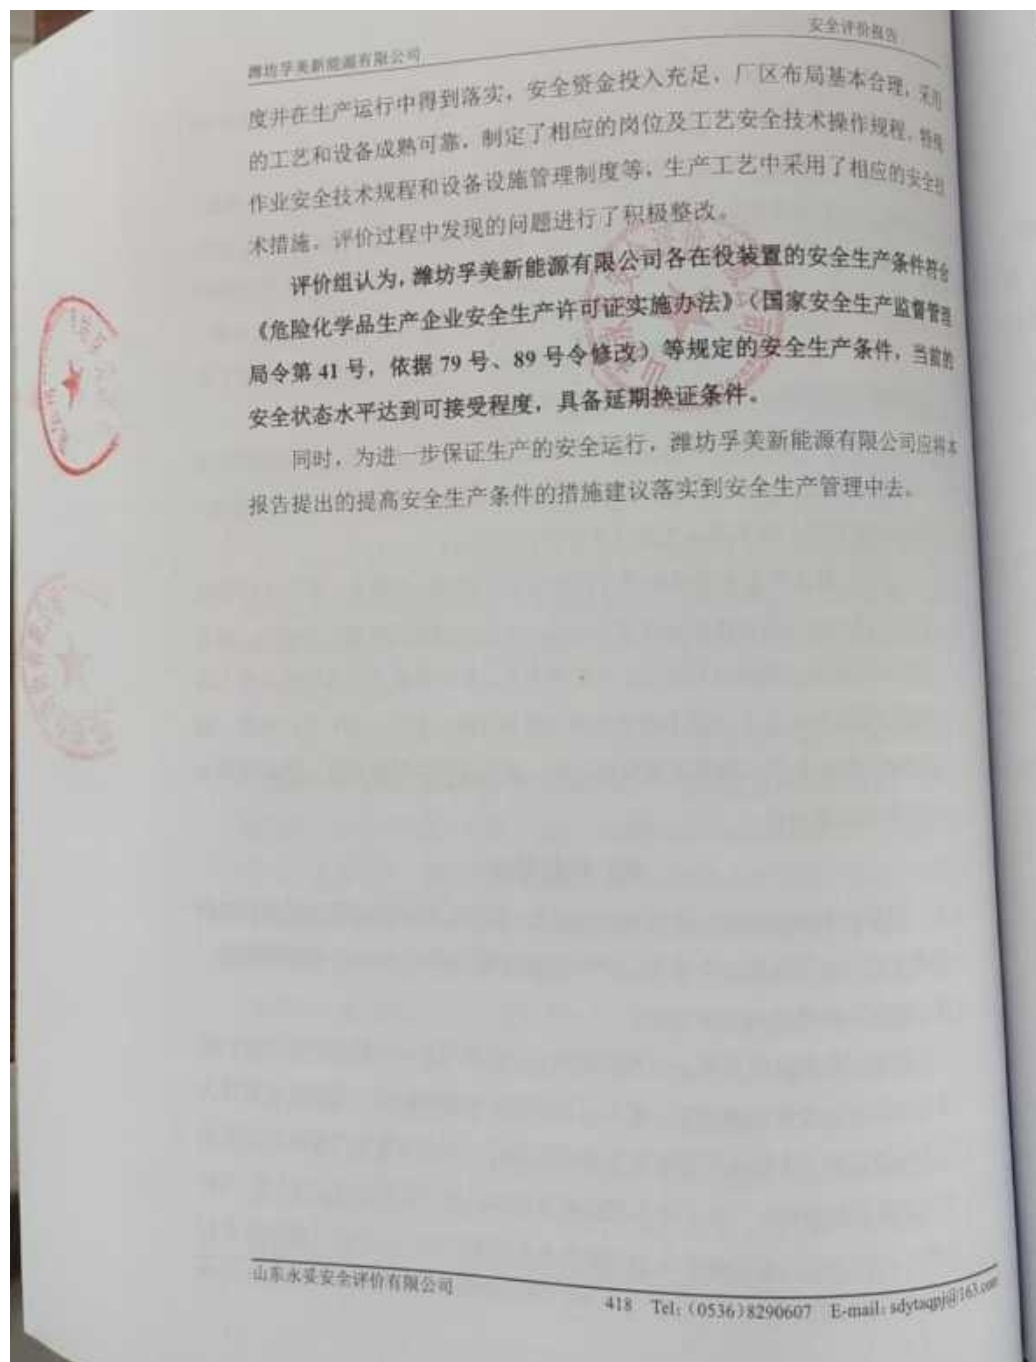 潍坊孚美新能源有限公司
安全评价报告
度并在生产运行中得到落实，安全资金投入充足，厂区布局基本合理，采用
的工艺和设备成熟可靠，制定了相应的岗位及工艺安全技术操作规程、特殊
作业安全技术规程和设备设施管理制度等，生产工艺中采用了相应的安全技
术措施。评价过程中发现的问题进行了积极整改。
评价组认为，潍坊孚美新能源有限公司各在役装置的安全生产条件符合
《危险化学品生产企业安全生产许可证实施办法》（国家安全生产监督管理
局令第 41 号，依据 79 号、89 号令修改）等规定的安全生产条件，当前的
安全状态水平达到可接受程度，具备延期换证条件。
同时，为进一步保证生产的安全运行，潍坊孚美新能源有限公司应将本
报告提出的提高安全生产条件的措施建议落实到安全生产管理中去。
山东永妥安全评价有限公司
418 Tel:（0536)8290607 E-mail: sdytaqpj@163.com